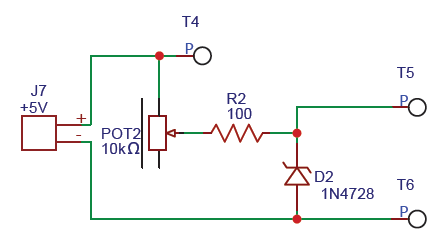 T4
P
J7
+5V
+
-
POT2
10kΩ
R2
100
T5
P
D2
1N4728
T6
P